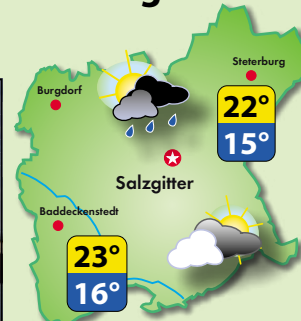 g
Steterburg
Burgdorf
22°
15°
Salzgitter
Baddeckenstedt
23°
16°